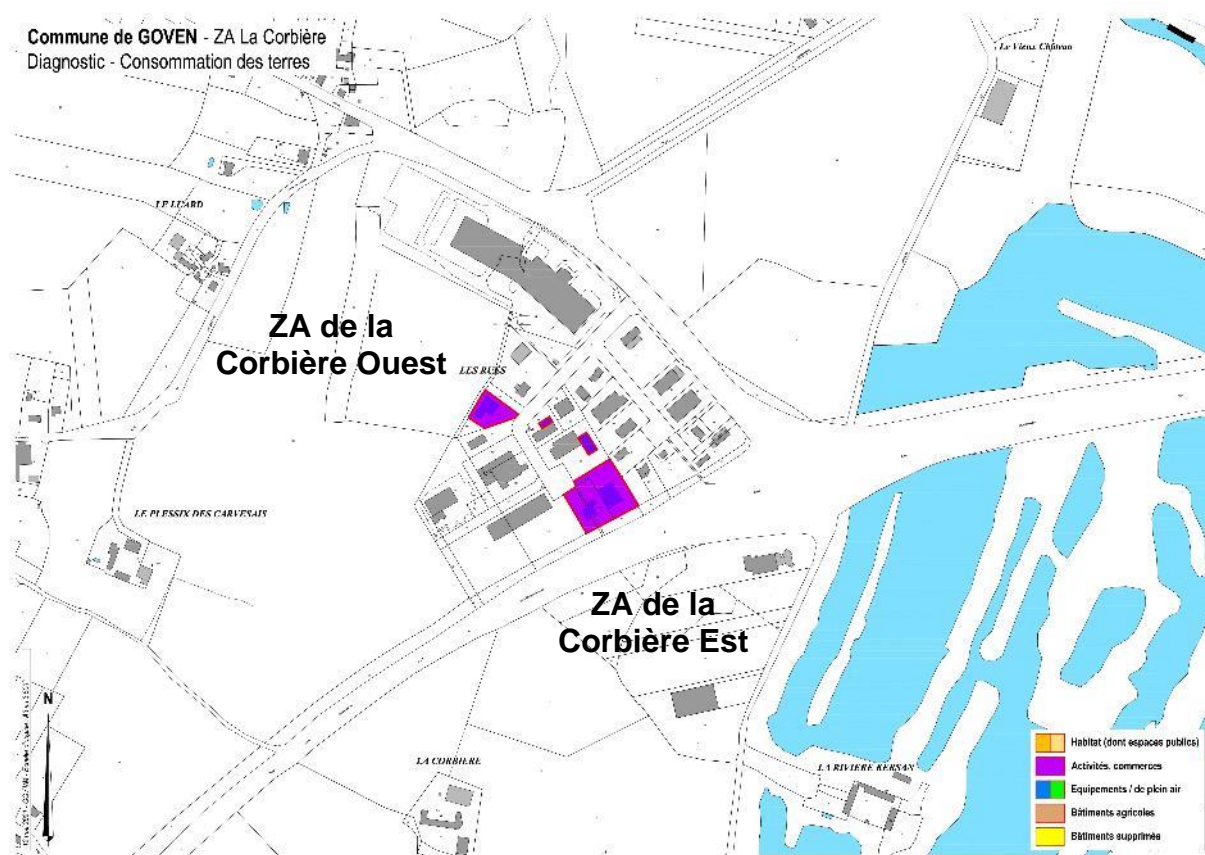 Commune de GOVEN - ZA La Corbière
Diagnostic - Consommation des terres
Le Vieux Château
LE LUARD
ZA de la
Corbière Ouest
LES RUES
LE PLESSIX DES CARVESAIS
ZA de la
Corbière Est
N
LA CORBIERE
LA RIVIERE KERSAN
Habitat (dont espaces publics)
Activités, commerces
Equipements / de plein air
Bâtiments agricoles
Bâtiments supprimés